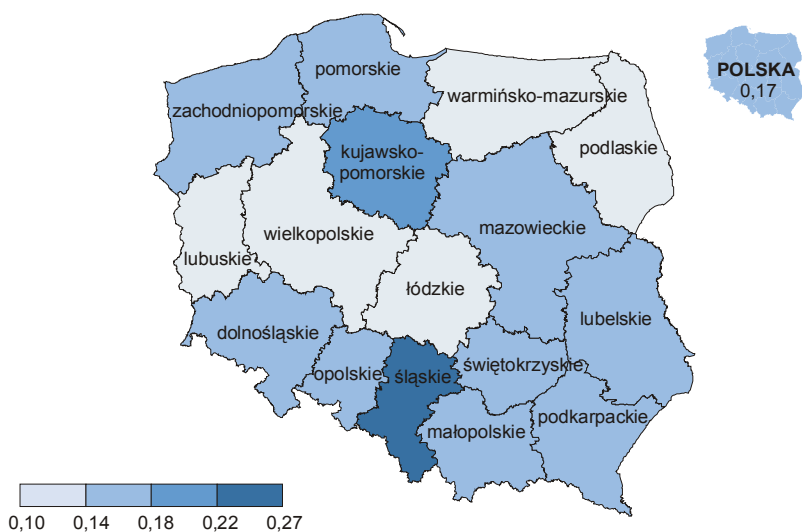 pomorskie
zachodniopomorskie
warmińsko-mazurskie
POLSKA
0,17
kujawsko-
pomorskie
podlaskie
wielkopolskie
mazowieckie
lubuskie
łódzkie
lubelskie
dolnośląskie
opolskie
śląskie
świętokrzyskie
małopolskie
podkarpackie
0,10 0,14 0,18 0,22 0,27